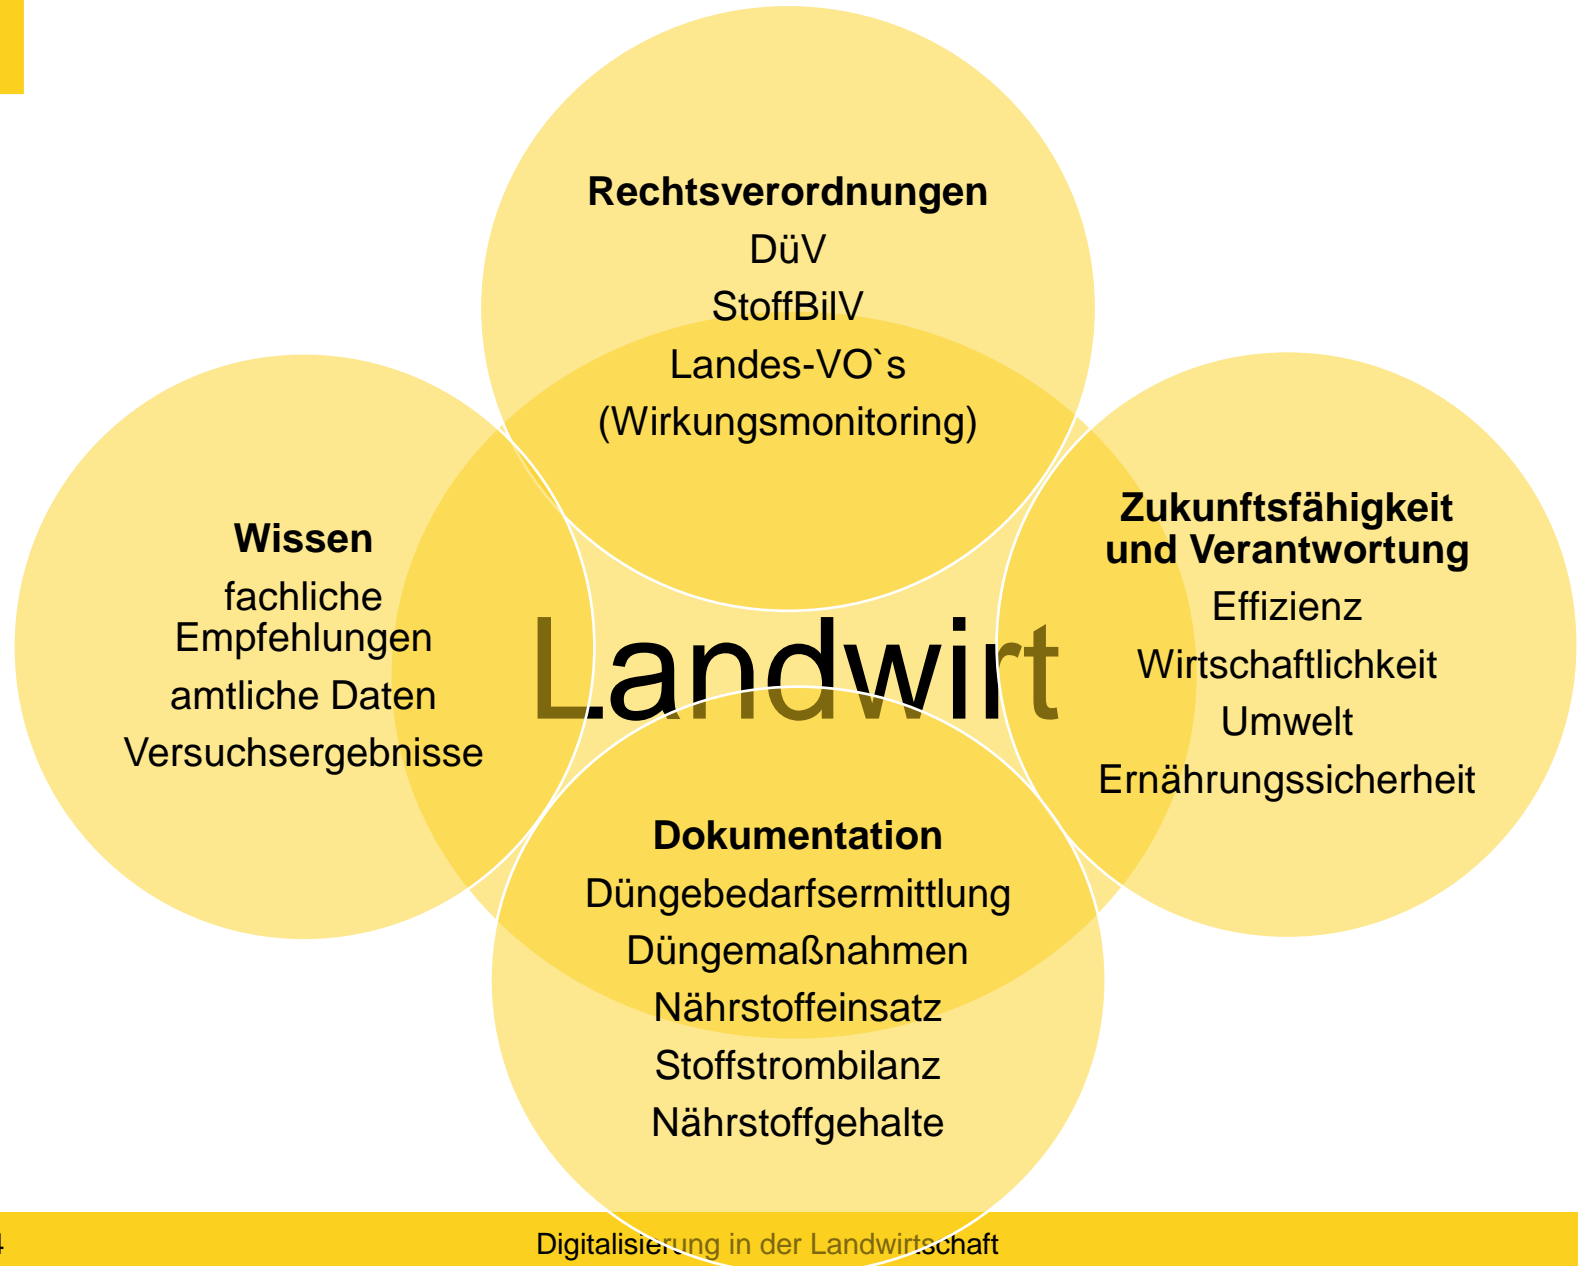 Rechtsverordnungen
DüV
StoffBilV
Landes-VO`s
(Wirkungsmonitoring)
Wissen
fachliche
Empfehlungen
amtliche Daten
Versuchsergebnisse
Landwirt
Zukunftsfähigkeit
und Verantwortung
Effizienz
Wirtschaftlichkeit
Umwelt
Ernährungssicherheit
Dokumentation
Düngebedarfsermittlung
Düngemaßnahmen
Nährstoffeinsatz
Stoffstrombilanz
Nährstoffgehalte
Digitalisierung in der Landwirtschaft